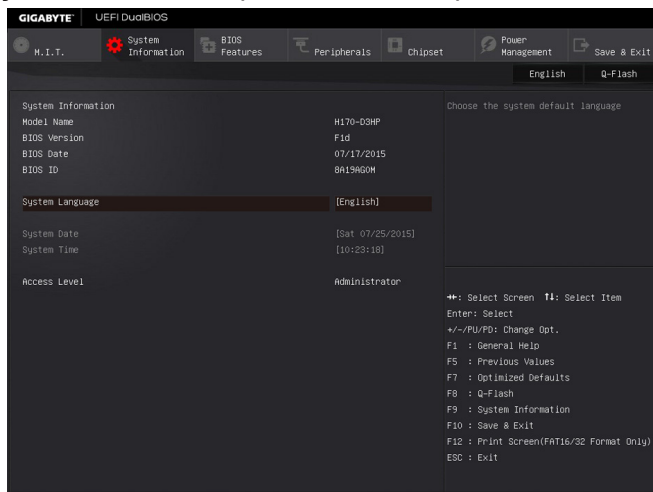 GIGABYTE™ UEFI DualBIOS
M.I.T.
System Information
BIOS Features
Peripherals
Chipset
Power Management
Save & Exit
English Q-Flash
System Information
Model Name H170-D3HP
BIOS Version F1d
BIOS Date 07/17/2015
BIOS ID 8A19AG0M
System Language [English]
System Date [Sat 07/25/2015]
System Time [10:23:18]
Access Level Administrator
Choose the system default language
→←: Select Screen ↑↓: Select Item
Enter: Select
+/-/PU/PD: Change Opt.
F1 : General Help
F5 : Previous Values
F7 : Optimized Defaults
F8 : Q-Flash
F9 : System Information
F10 : Save & Exit
F12 : Print Screen(FAT16/32 Format Only)
ESC : Exit